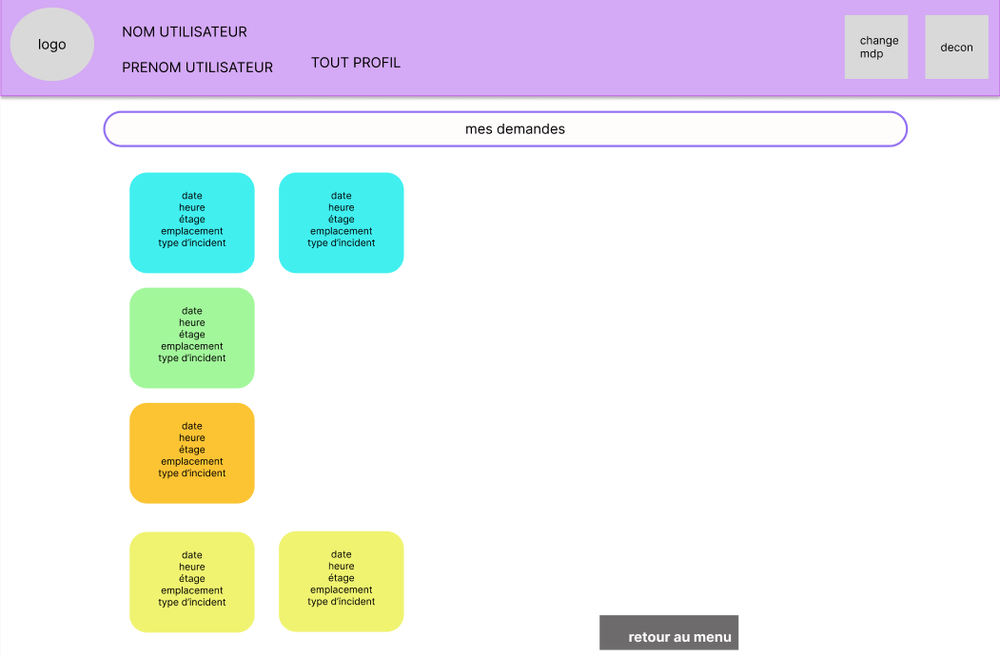 logo
NOM UTILISATEUR
PRENOM UTILISATEUR
TOUT PROFIL
change
mdp
decon
mes demandes
date
heure
étage
emplacement
type d'incident
date
heure
étage
emplacement
type d'incident
date
heure
étage
emplacement
type d'incident
date
heure
étage
emplacement
type d'incident
date
heure
étage
emplacement
type d'incident
date
heure
étage
emplacement
type d'incident
retour au menu